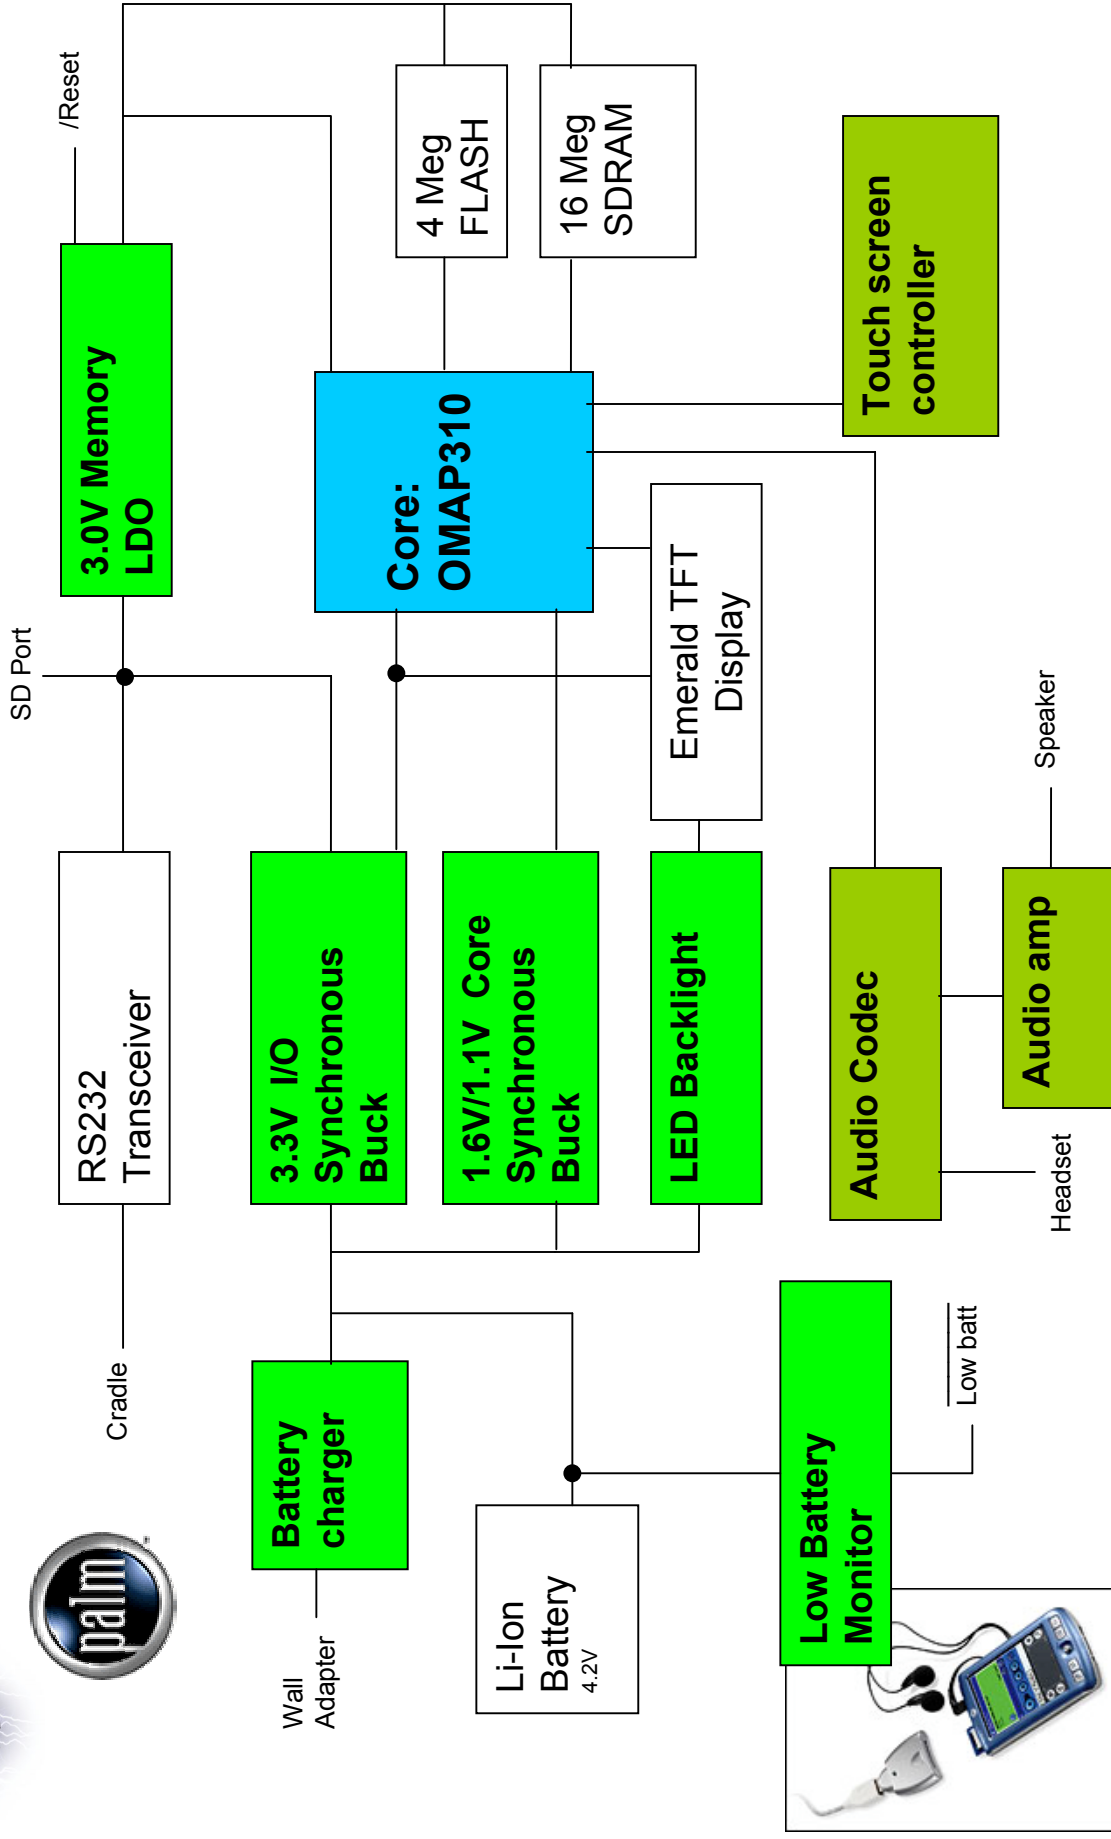 palm
Cradle
RS232
Transceiver
SD Port
3.0V Memory
LDO
/Reset
Wall
Adapter
Battery
charger
3.3V I/O
Synchronous
Buck
1.6V/1.1V Core
Synchronous
Buck
Core:
OMAP310
4 Meg
FLASH
16 Meg
SDRAM
Li-Ion
Battery
4.2V
LED Backlight
Emerald TFT
Display
Low Battery
Monitor
Low batt
Audio Codec
Headset
Audio amp
Speaker
Touch screen
controller